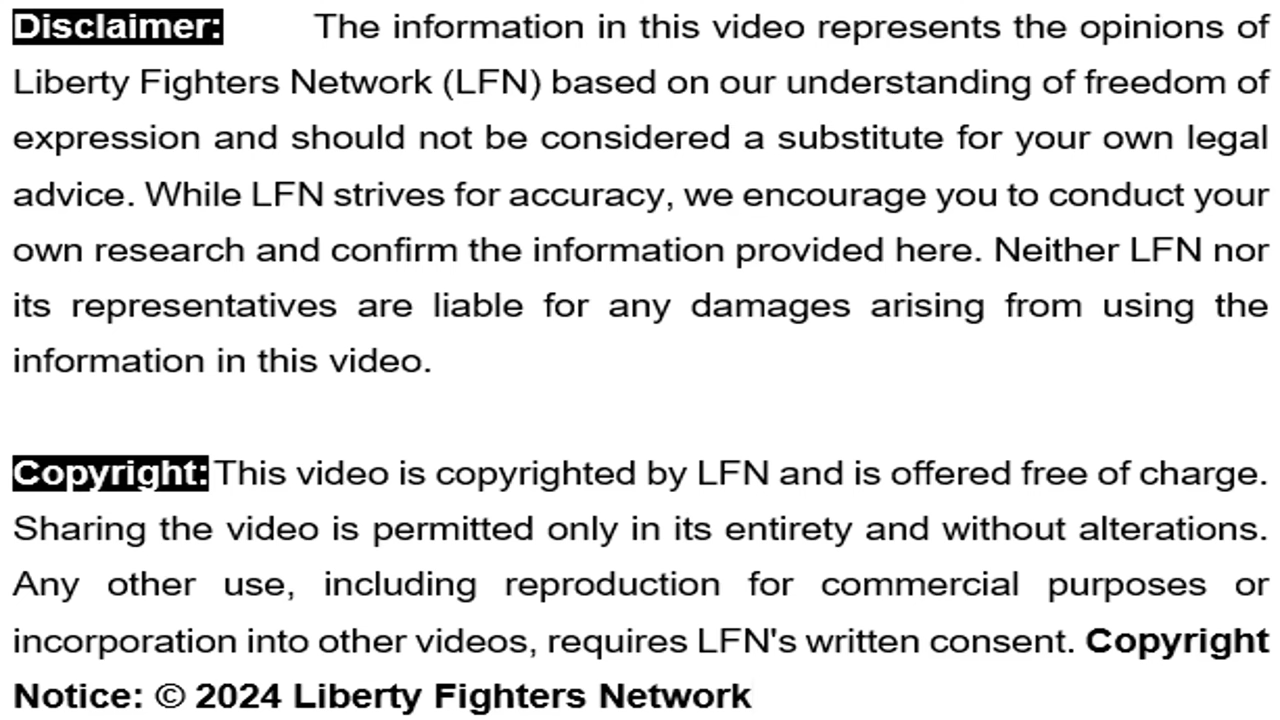 Disclaimer: The information in this video represents the opinions of
Liberty Fighters Network (LFN) based on our understanding of freedom of
expression and should not be considered a substitute for your own legal
advice. While LFN strives for accuracy, we encourage you to conduct your
own research and confirm the information provided here. Neither LFN nor
its representatives are liable for any damages arising from using the
information in this video.
Copyright: This video is copyrighted by LFN and is offered free of charge.
Sharing the video is permitted only in its entirety and without alterations.
Any other use, including reproduction for commercial purposes or
incorporation into other videos, requires LFN's written consent. Copyright
Notice: © 2024 Liberty Fighters Network